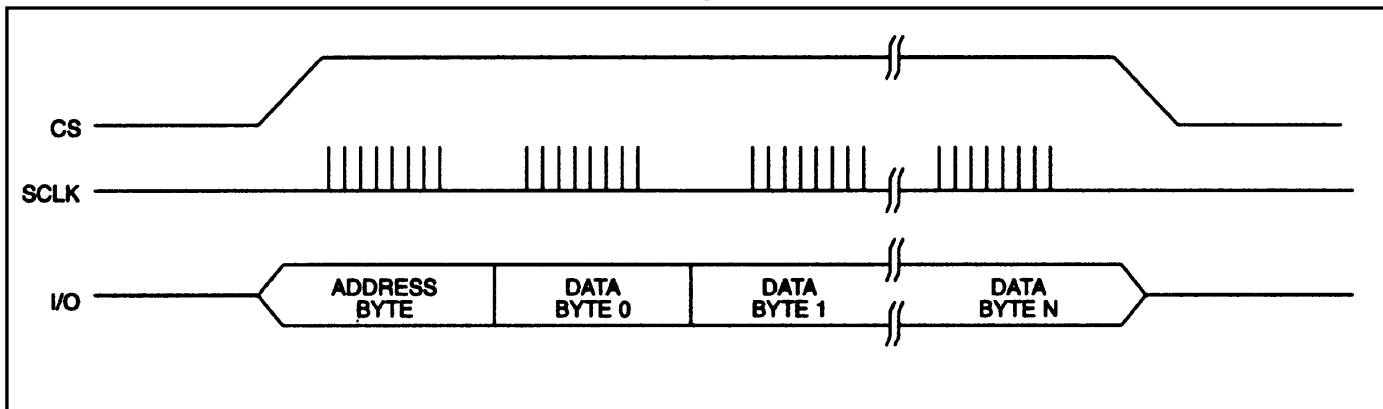 CS
SCLK
I/O
ADDRESS
BYTE
DATA
BYTE 0
DATA
BYTE 1
DATA
BYTE N